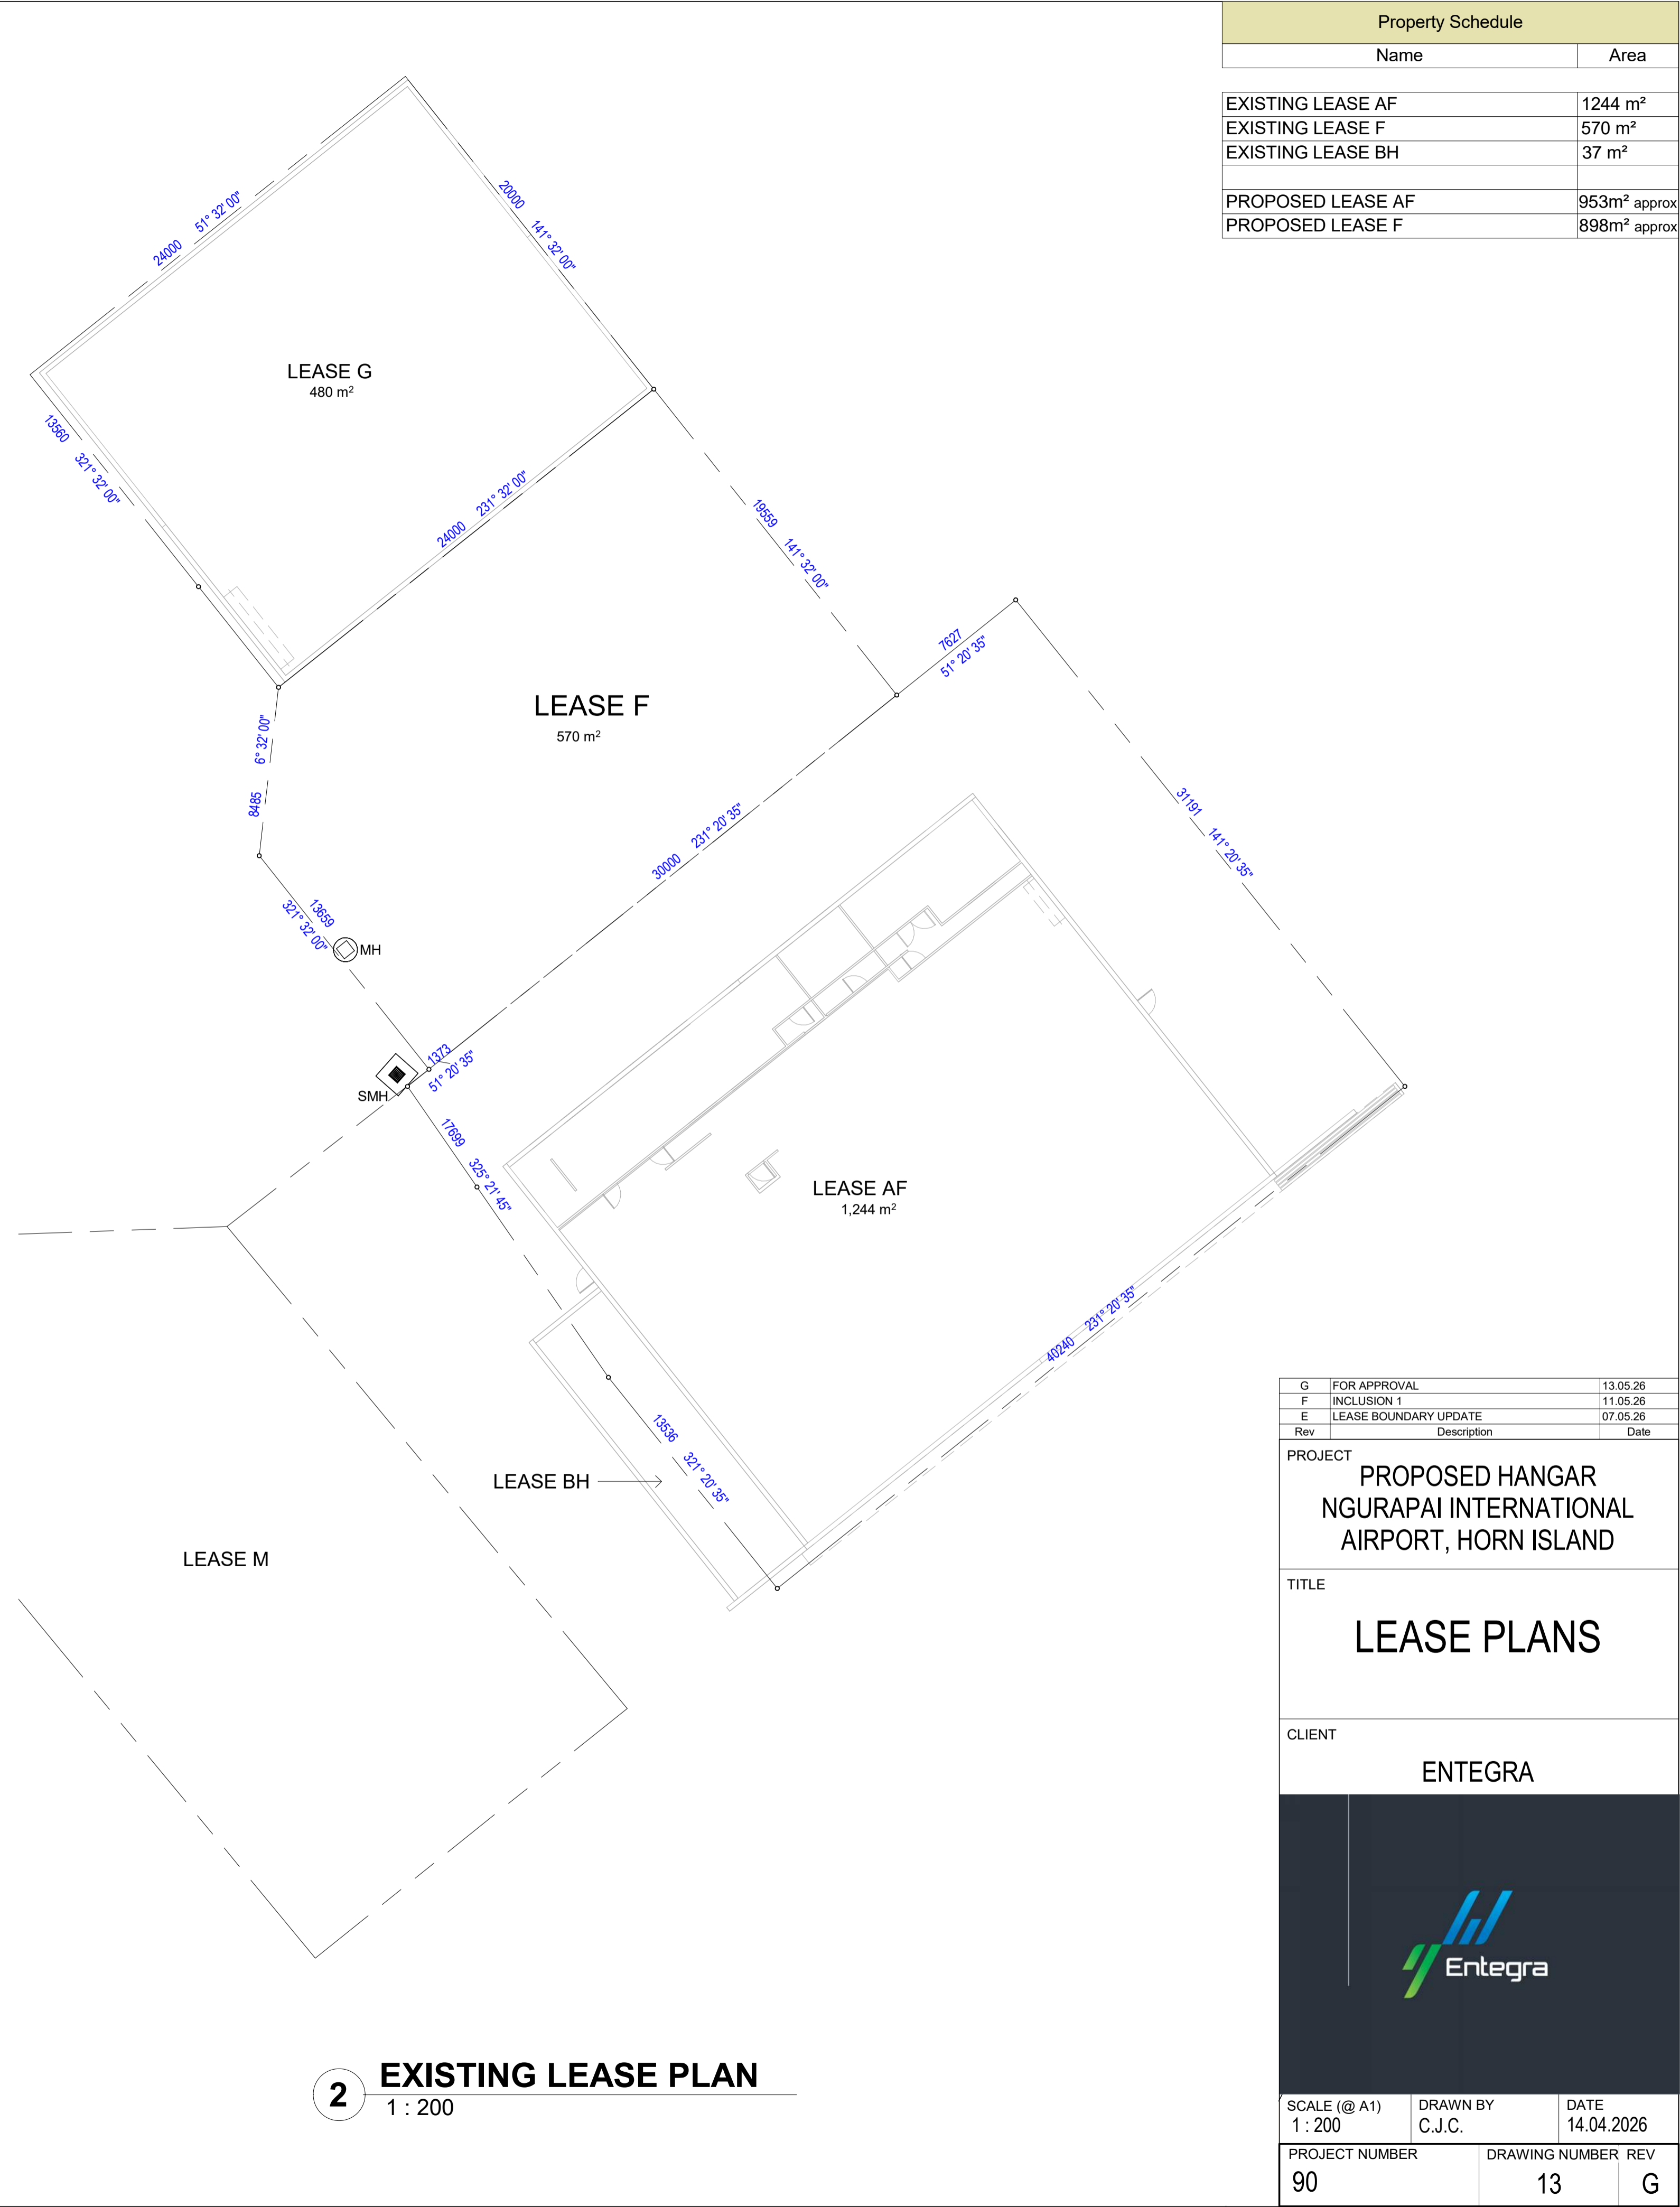 Property Schedule
Name Area
EXISTING LEASE AF 1244 m²
EXISTING LEASE F 570 m²
EXISTING LEASE BH 37 m²
PROPOSED LEASE AF 953m² approx
PROPOSED LEASE F 898m² approx
24000 51° 32' 00"
20000 141° 32' 00"
LEASE G
480 m²
13560 321° 32' 00"
24000 231° 32' 00"
19559 141° 32' 00"
7627
51° 20' 35"
LEASE F
570 m²
8485 6° 32' 00"
30000 231° 20' 35"
31191 141° 20' 35"
13659
321° 32' 00"
MH
1373
51° 20' 35"
SMH
17699 325° 21' 45"
LEASE AF
1,244 m²
40240 231° 20' 35"
13536 321° 20' 35"
LEASE BH
LEASE M
G FOR APPROVAL 13.05.26
F INCLUSION 1 11.05.26
E LEASE BOUNDARY UPDATE 07.05.26
Rev Description Date
PROJECT
PROPOSED HANGAR
NGURAPAI INTERNATIONAL
AIRPORT, HORN ISLAND
TITLE
LEASE PLANS
CLIENT
ENTEGRA
Entegra
2 EXISTING LEASE PLAN
1 : 200
SCALE (@ A1) DRAWN BY DATE
1 : 200 C.J.C. 14.04.2026
PROJECT NUMBER DRAWING NUMBER REV
90 13 G